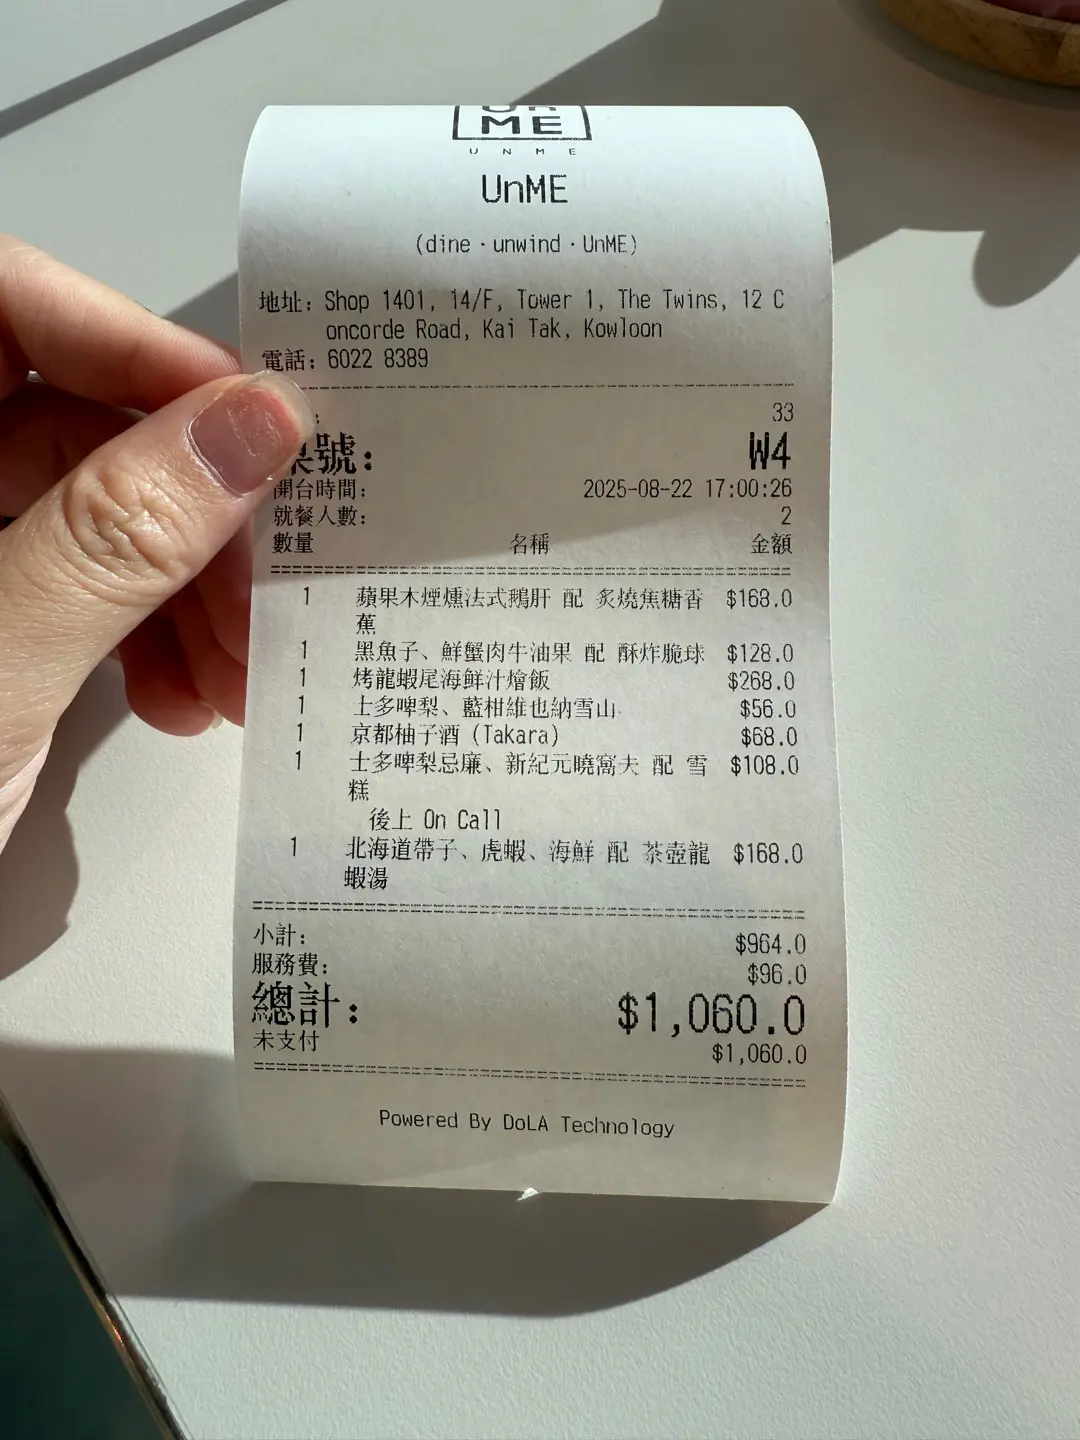 ME
UNME
UnME
(dine · unwind · UnME)
地址: Shop 1401, 14/F, Tower 1, The Twins, 12 C
oncorde Road, Kai Tak, Kowloon
電話: 6022 8389
: 33
號: W4
開台時間: 2025-08-22 17:00:26
就餐人數: 2
數量 名稱 金額
1 蘋果木煙燻法式鵝肝 配 炙燒焦糖香 $168.0
蕉
1 黑魚子、鮮蟹肉牛油果 配 酥炸脆球 $128.0
1 烤龍蝦尾海鮮汁燴飯 $268.0
1 士多啤梨、藍柑維也納雪山 $56.0
1 京都柚子酒 (Takara) $68.0
1 士多啤梨忌廉、新紀元曉窩夫 配 雪 $108.0
糕
後上 On Call
1 北海道帶子、虎蝦、海鮮 配 茶壺龍 $168.0
蝦湯
小計: $964.0
服務費: $96.0
總計: $1,060.0
未支付 $1,060.0
Powered By DoLA Technology